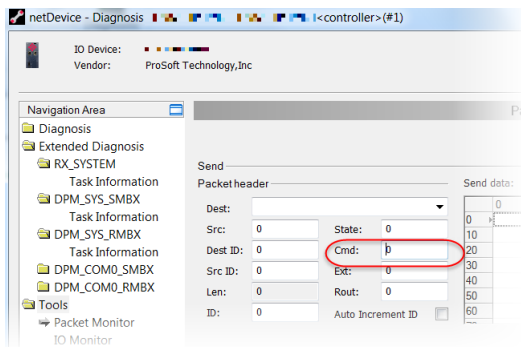 netDevice - Diagnosis <controller>(#1)
IO Device:
Vendor: ProSoft Technology,Inc
Navigation Area
Diagnosis
Extended Diagnosis
RX_SYSTEM
Task Information
DPM_SYS_SMBX
Task Information
DPM_SYS_RMBX
Task Information
DPM_COM0_SMBX
DPM_COM0_RMBX
Tools
Packet Monitor
IO Monitor
P
Send
Packet header
Dest:
Src: 0 State: 0
Dest ID: 0 Cmd: 0
Src ID: 0 Ext: 0
Len: 0 Rout: 0
ID: 0 Auto Increment ID
Send data:
0
0
10
20
30
40
50
60